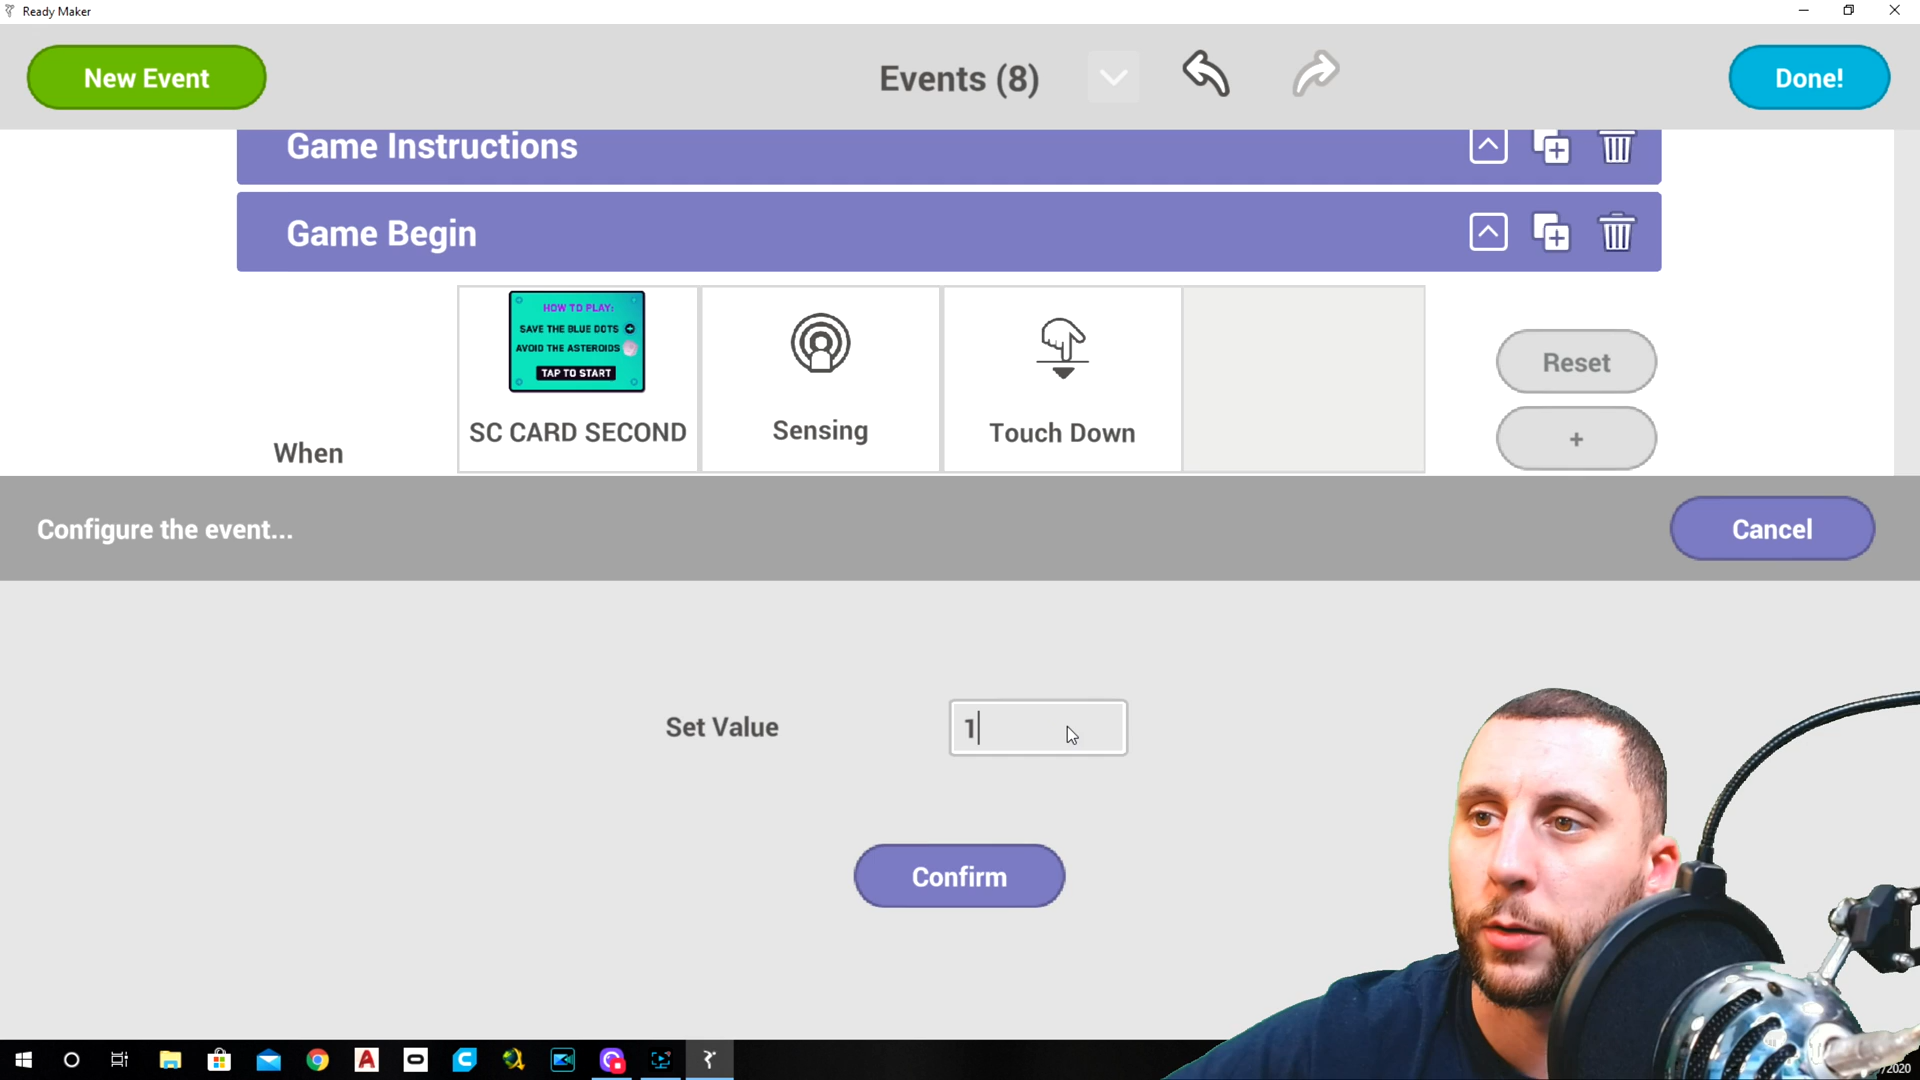 Ready Maker
New Event
Events (8)
Done!
Game Instructions
Game Begin
HOW TO PLAY:
SAVE THE BLUE DOTS
AVOID THE ASTEROIDS
TAP TO START
SC CARD SECOND
Sensing
Touch Down
When
Reset
+
Configure the event...
Cancel
Set Value
1
Confirm
/2020